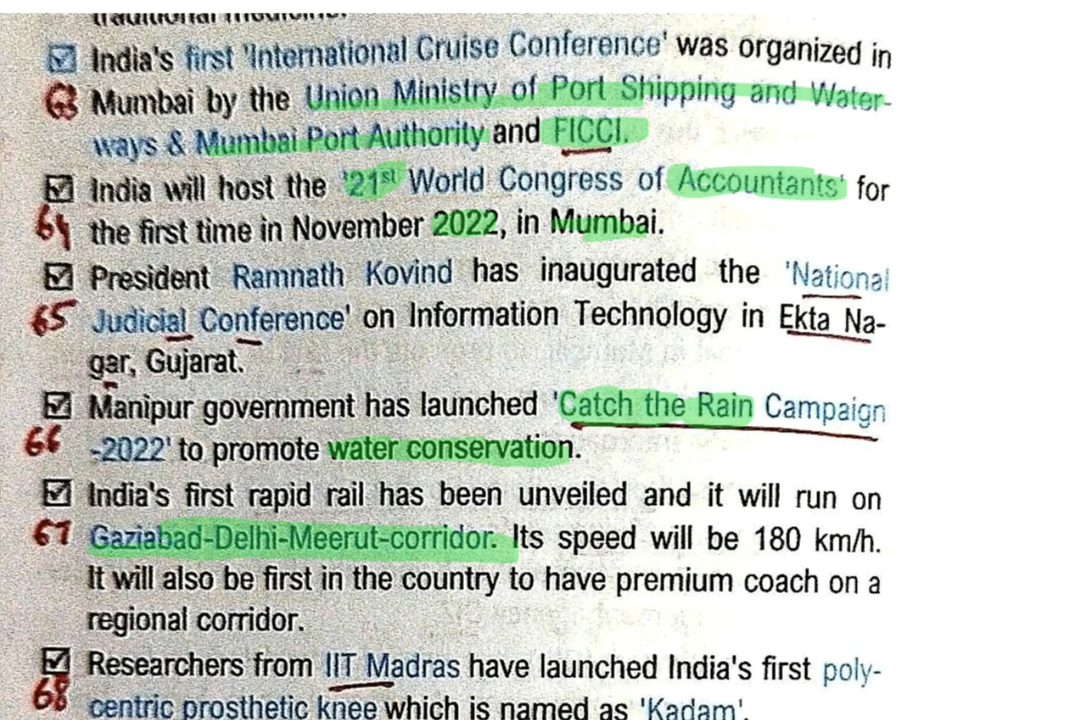 traditional medicine.
☑ India's first 'International Cruise Conference' was organized in
63 Mumbai by the Union Ministry of Port Shipping and Water-
ways & Mumbai Port Authority and FICCI.
☑ India will host the '21st World Congress of Accountants' for
64 the first time in November 2022, in Mumbai.
☑ President Ramnath Kovind has inaugurated the 'National
65 Judicial Conference' on Information Technology in Ekta Na-
gar, Gujarat.
☑ Manipur government has launched 'Catch the Rain Campaign
66 -2022' to promote water conservation.
☑ India's first rapid rail has been unveiled and it will run on
67 Gaziabad-Delhi-Meerut-corridor. Its speed will be 180 km/h.
It will also be first in the country to have premium coach on a
regional corridor.
☑ Researchers from IIT Madras have launched India's first poly-
68 centric prosthetic knee which is named as 'Kadam'.